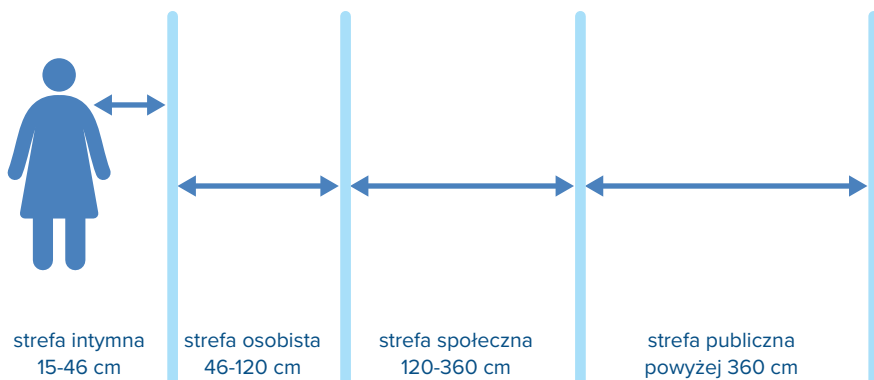 strefa intymna
15-46 cm
strefa osobista
46-120 cm
strefa społeczna
120-360 cm
strefa publiczna
powyżej 360 cm